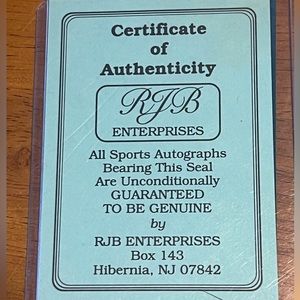 Certificate
of
Authenticity
RJB
ENTERPRISES
All Sports Autographs
Bearing This Seal
Are Unconditionally
GUARANTEED
TO BE GENUINE
by
RJB ENTERPRISES
Box 143
Hibernia, NJ 07842